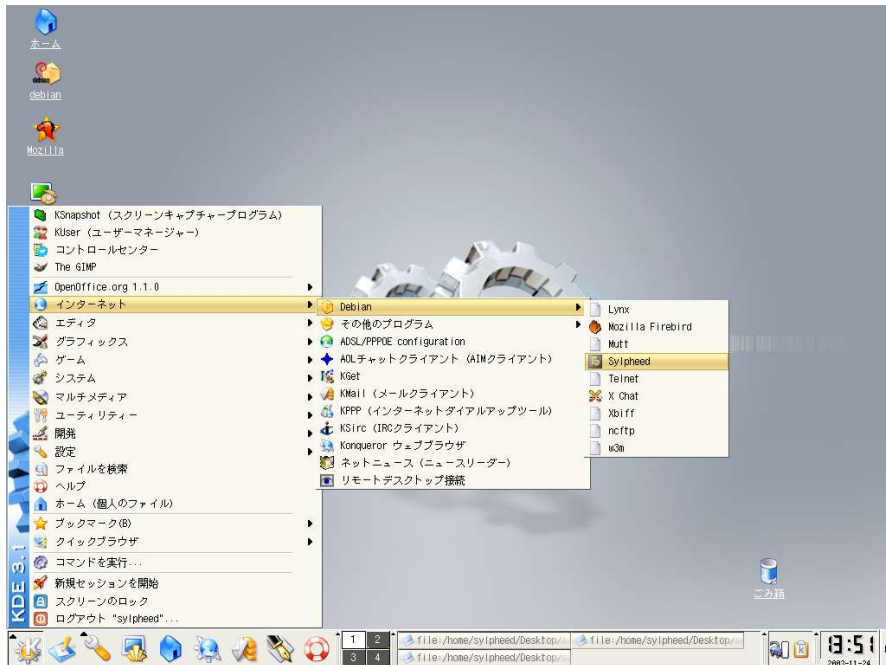 ホーム
debian
Mozilla
KSnapshot (スクリーンキャプチャープログラム)
KUser (ユーザーマネージャー)
コントロールセンター
The GIMP
OpenOffice.org 1.1.0
インターネット
エディタ
グラフィックス
ゲーム
システム
マルチメディア
ユーティリティー
開発
設定
ファイルを検索
ヘルプ
ホーム (個人のファイル)
ブックマーク(B)
クイックブラウザ
コマンドを実行...
新規セッションを開始
スクリーンのロック
ログアウト "sylpheed"...
KDE 3.1
Debian
その他のプログラム
ADSL/PPPOE configuration
AOLチャットクライアント (AIMクライアント)
KGet
KMail (メールクライアント)
KPPP (インターネットダイアルアップツール)
KSirc (IRCクライアント)
Konqueror ウェブブラウザ
ネットニュース (ニュースリーダー)
リモートデスクトップ接続
Lynx
Mozilla Firebird
Mutt
Sylpheed
Telnet
X Chat
Xbiff
ncftp
w3m
ごみ箱
1 2
3 4
file:/home/sylpheed/Desktop/
file:/home/sylpheed/Desktop/
file:/home/sylpheed/Desktop/
13:51
2003-11-24